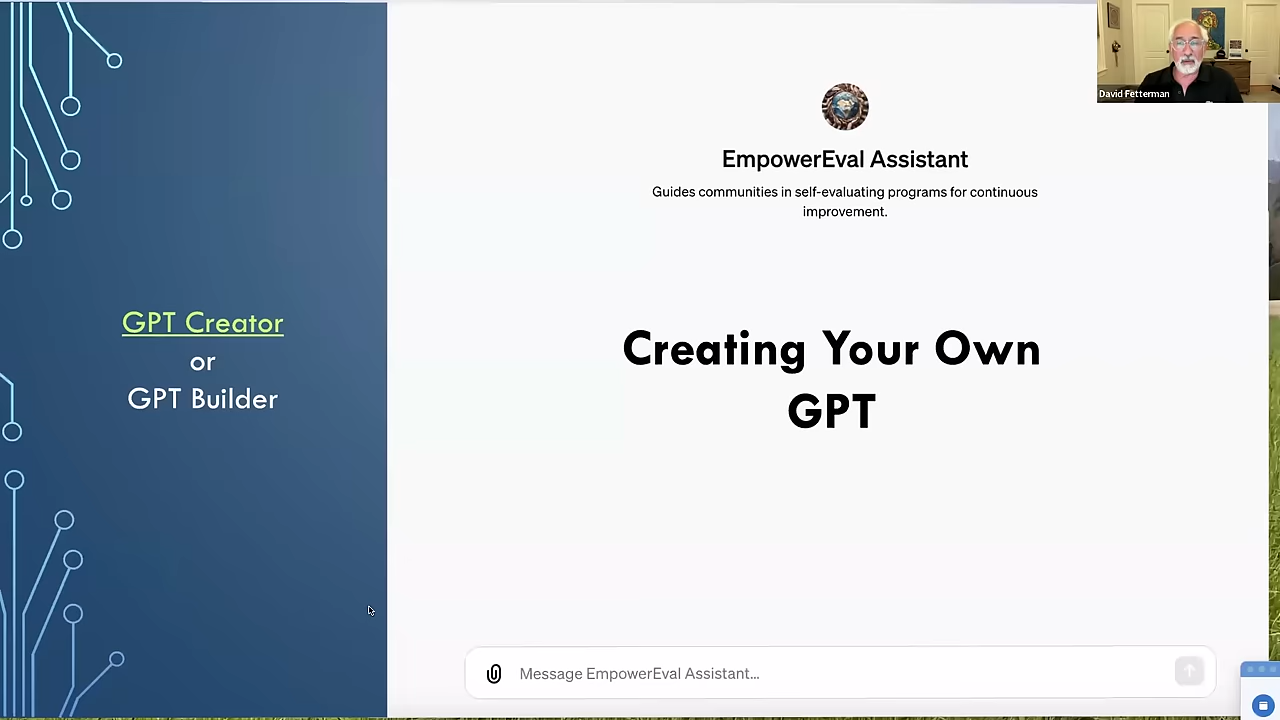 GPT Creator
or
GPT Builder
EmpowerEval Assistant
Guides communities in self-evaluating programs for continuous
improvement.
Creating Your Own
GPT
Message EmpowerEval Assistant...
David Fetterman